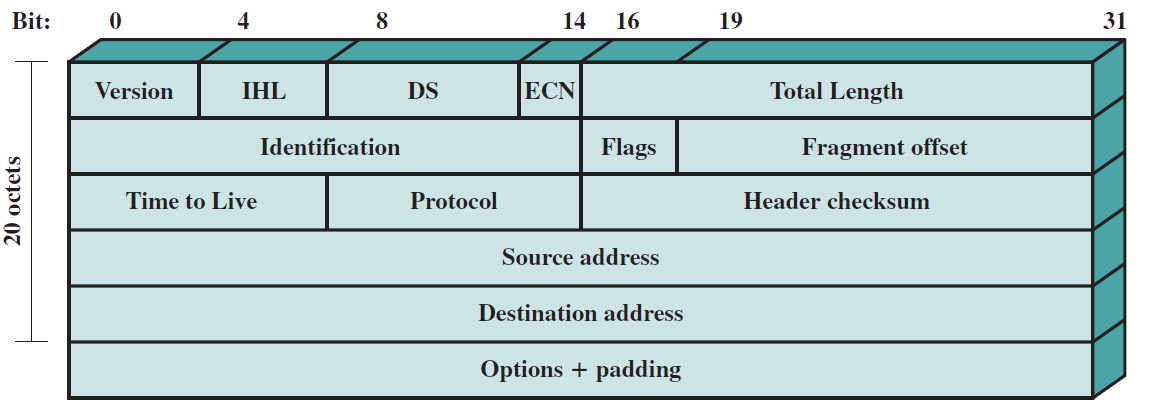 Bit: 0 4 8 14 16 19 31
Version IHL DS ECN Total Length
Identification Flags Fragment offset
Time to Live Protocol Header checksum
Source address
Destination address
Options + padding
20 octets